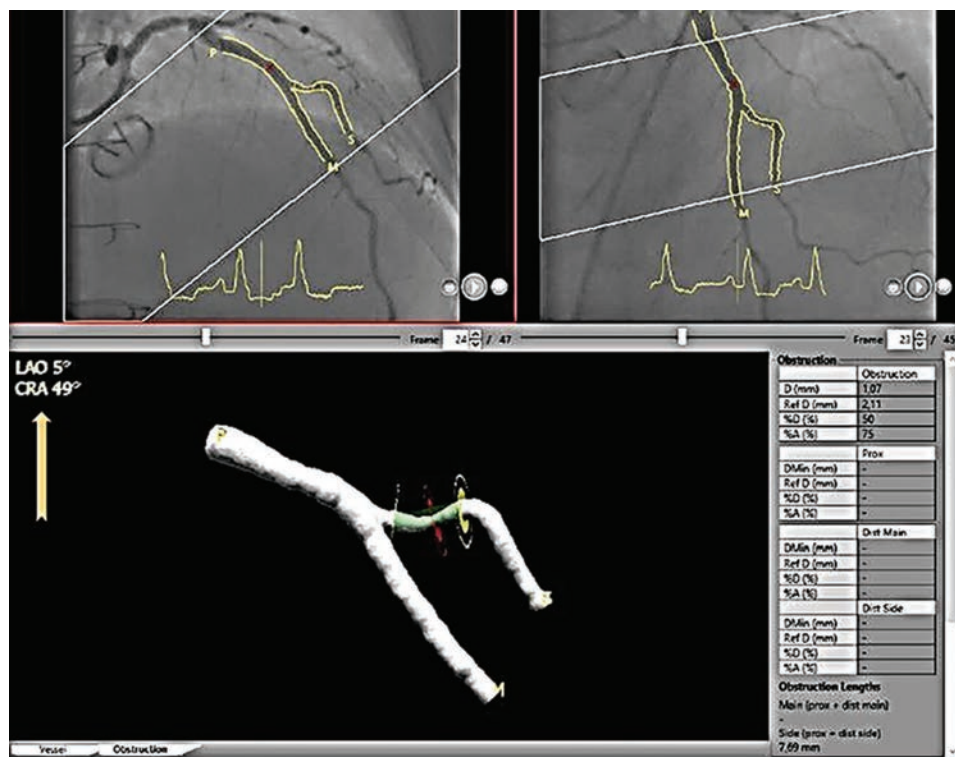 P
S
M
S
M
Frame 24 / 47
Frame 23 / 45
LAO 5°
CRA 49°
P
S
Obstruction
Obstruction
D (mm) 1,07
Ref D (mm) 2,11
%D (%) 50
%A (%) 75
Prox
DMin (mm) -
Ref D (mm) -
%D (%) -
%A (%) -
Dist Main
DMin (mm) -
Ref D (mm) -
%D (%) -
%A (%) -
Dist Side
DMin (mm) -
Ref D (mm) -
%D (%) -
%A (%) -
Obstruction Lengths
Main (prox + dist main)
-
Side (prox + dist side)
7,69 mm
Vessel Obstruction